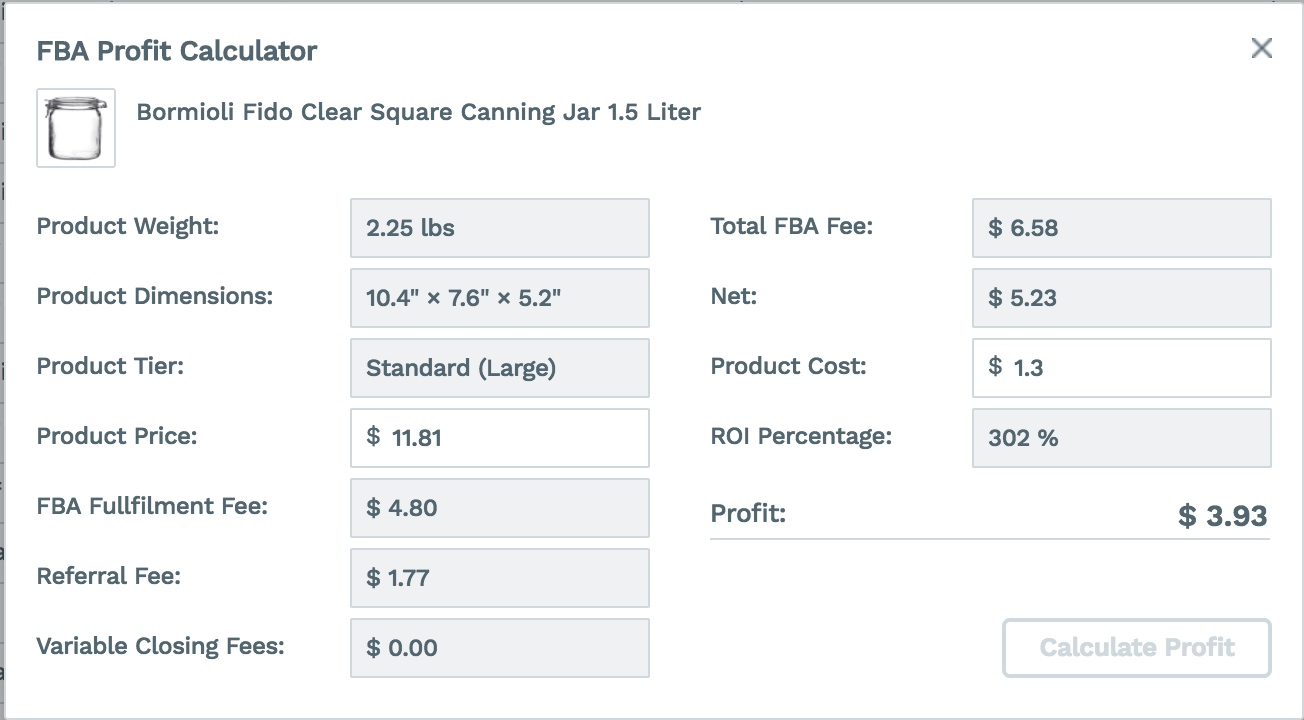 FBA Profit Calculator
Bormioli Fido Clear Square Canning Jar 1.5 Liter
Product Weight: 2.25 lbs
Product Dimensions: 10.4" × 7.6" × 5.2"
Product Tier: Standard (Large)
Product Price: $ 11.81
FBA Fullfilment Fee: $ 4.80
Referral Fee: $ 1.77
Variable Closing Fees: $ 0.00
Total FBA Fee: $ 6.58
Net: $ 5.23
Product Cost: $ 1.3
ROI Percentage: 302 %
Profit: $ 3.93
Calculate Profit